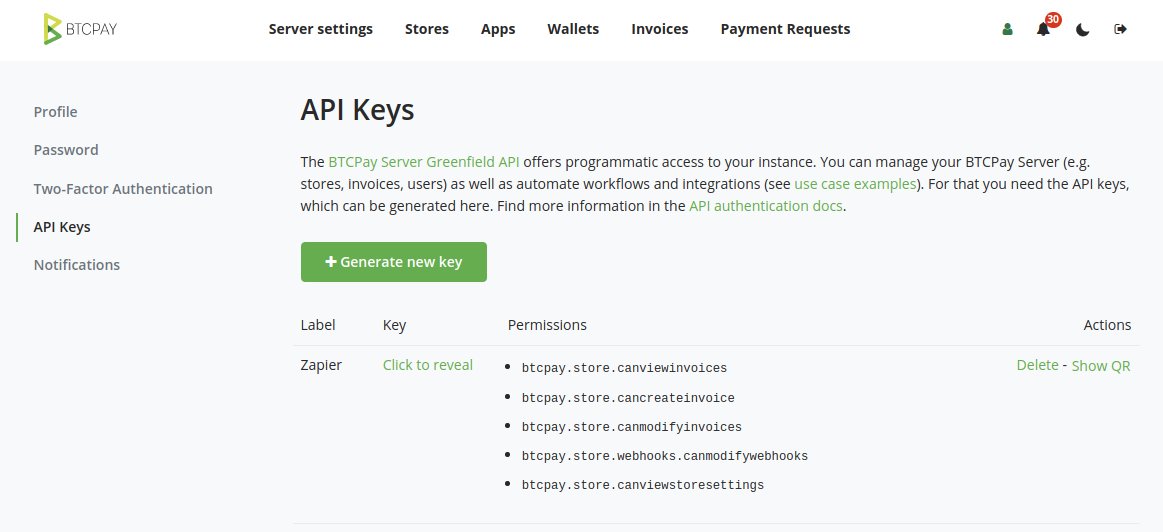 BTCPAY
Server settings Stores Apps Wallets Invoices Payment Requests
30
Profile
Password
Two-Factor Authentication
API Keys
Notifications
API Keys
The BTCPay Server Greenfield API offers programmatic access to your instance. You can manage your BTCPay Server (e.g.
stores, invoices, users) as well as automate workflows and integrations (see use case examples). For that you need the API keys,
which can be generated here. Find more information in the API authentication docs.
+ Generate new key
Label Key Permissions Actions
Zapier Click to reveal • btcpay.store.canviewinvoices Delete - Show QR
• btcpay.store.cancreateinvoice
• btcpay.store.canmodifyinvoices
• btcpay.store.webhooks.canmodifywebhooks
• btcpay.store.canviewstoresettings